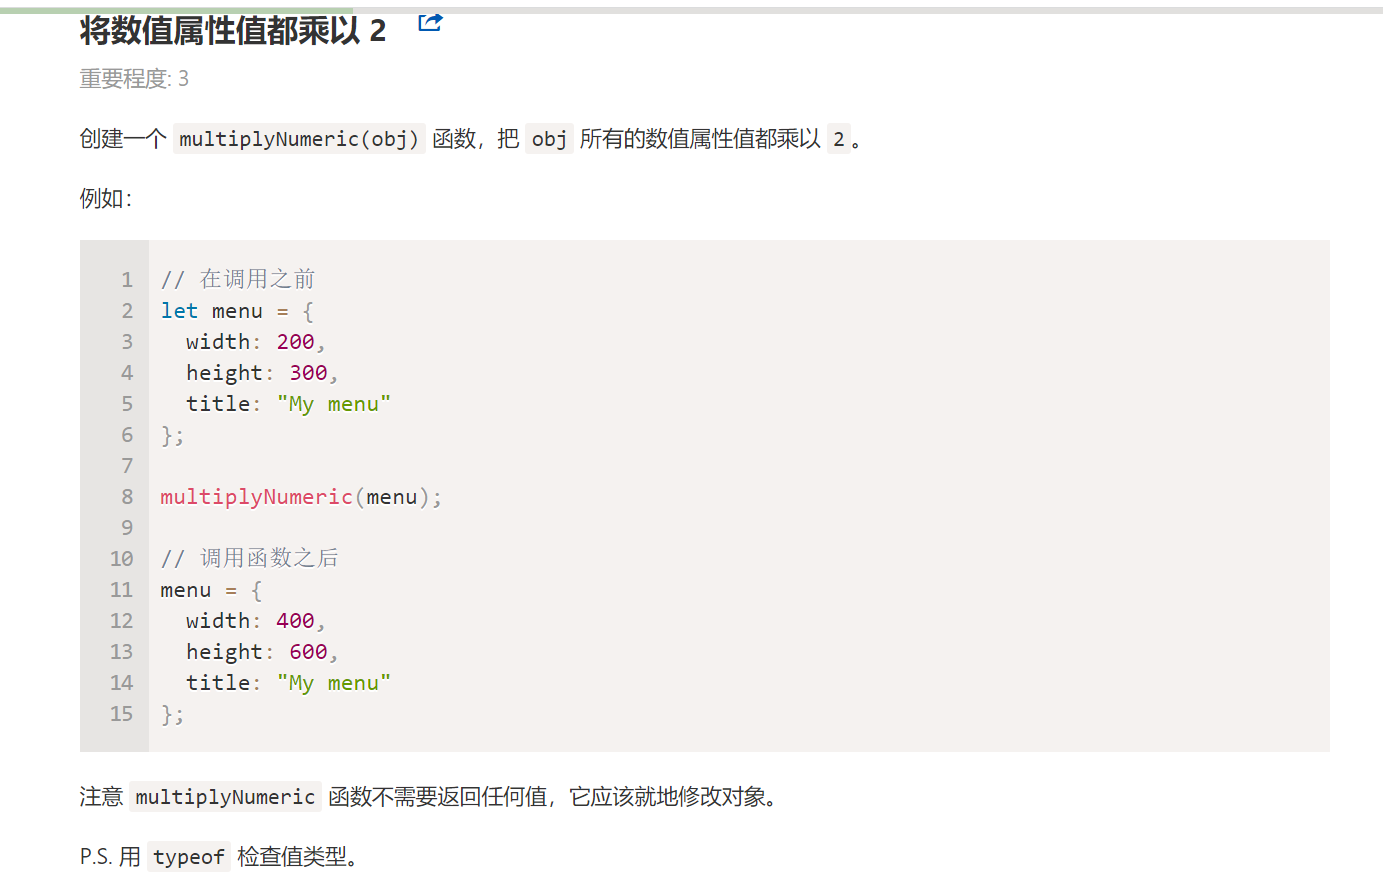 将数值属性值都乘以 2
重要程度: 3
创建一个 multiplyNumeric(obj) 函数，把 obj 所有的数值属性值都乘以 2。
例如：
1 // 在调用之前
2 let menu = {
3   width: 200,
4   height: 300,
5   title: "My menu"
6 };
7
8 multiplyNumeric(menu);
9
10 // 调用函数之后
11 menu = {
12   width: 400,
13   height: 600,
14   title: "My menu"
15 };
注意 multiplyNumeric 函数不需要返回任何值，它应该就地修改对象。
P.S. 用 typeof 检查值类型。